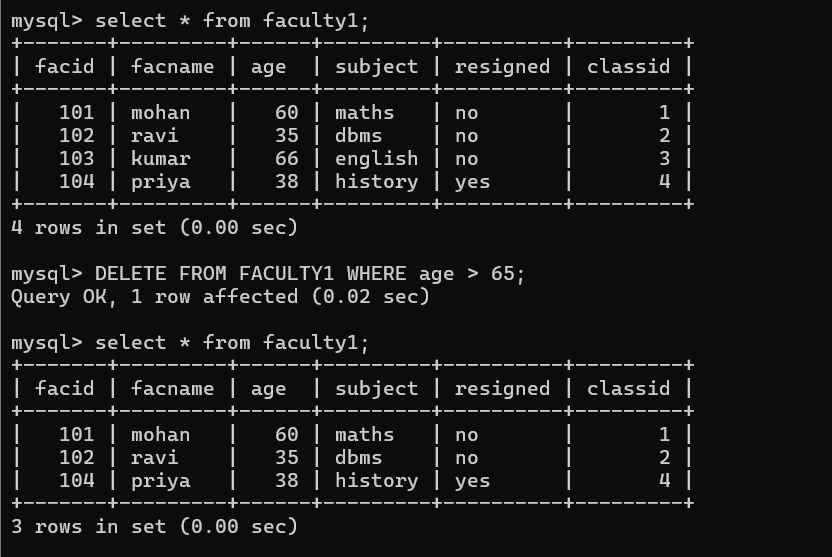 mysql> select * from faculty1;
+-------+---------+------+---------+----------+---------+
| facid | facname | age  | subject | resigned | classid |
+-------+---------+------+---------+----------+---------+
|   101 | mohan   |   60 | maths   | no       |       1 |
|   102 | ravi    |   35 | dbms    | no       |       2 |
|   103 | kumar   |   66 | english | no       |       3 |
|   104 | priya   |   38 | history | yes      |       4 |
+-------+---------+------+---------+----------+---------+
4 rows in set (0.00 sec)
mysql> DELETE FROM FACULTY1 WHERE age > 65;
Query OK, 1 row affected (0.02 sec)
mysql> select * from faculty1;
+-------+---------+------+---------+----------+---------+
| facid | facname | age  | subject | resigned | classid |
+-------+---------+------+---------+----------+---------+
|   101 | mohan   |   60 | maths   | no       |       1 |
|   102 | ravi    |   35 | dbms    | no       |       2 |
|   104 | priya   |   38 | history | yes      |       4 |
+-------+---------+------+---------+----------+---------+
3 rows in set (0.00 sec)